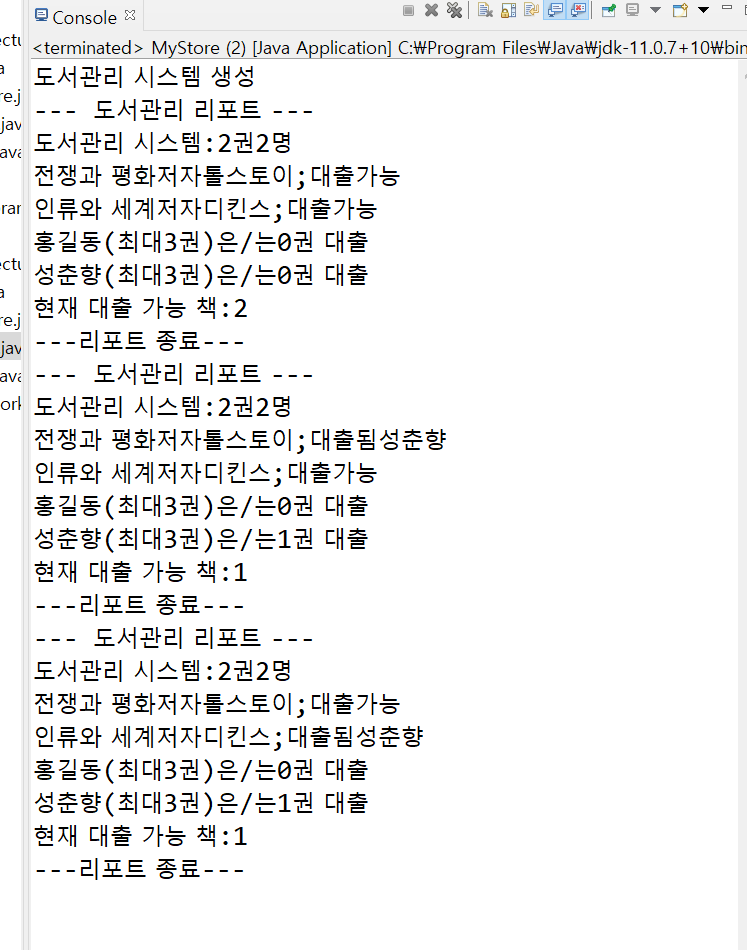 Console
<terminated> MyStore (2) [Java Application] C:₩Program Files₩Java₩jdk-11.0.7+10₩bin
도서관리 시스템 생성
--- 도서관리 리포트 ---
도서관리 시스템:2권2명
전쟁과 평화저자톨스토이;대출가능
인류와 세계저자디킨스;대출가능
홍길동(최대3권)은/는0권 대출
성춘향(최대3권)은/는0권 대출
현재 대출 가능 책:2
---리포트 종료---
--- 도서관리 리포트 ---
도서관리 시스템:2권2명
전쟁과 평화저자톨스토이;대출됨성춘향
인류와 세계저자디킨스;대출가능
홍길동(최대3권)은/는0권 대출
성춘향(최대3권)은/는1권 대출
현재 대출 가능 책:1
---리포트 종료---
--- 도서관리 리포트 ---
도서관리 시스템:2권2명
전쟁과 평화저자톨스토이;대출가능
인류와 세계저자디킨스;대출됨성춘향
홍길동(최대3권)은/는0권 대출
성춘향(최대3권)은/는1권 대출
현재 대출 가능 책:1
---리포트 종료---